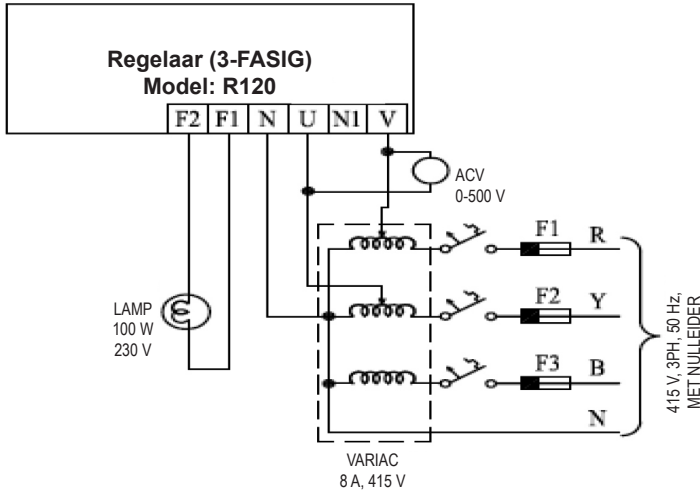 Regelaar (3-FASIG)
Model: R120
F2 F1 N U N1 V
ACV
0-500 V
F1 R
F2 Y
F3 B
N
LAMP
100 W
230 V
VARIAC
8 A, 415 V
415 V, 3PH, 50 Hz,
MET NULLEIDER